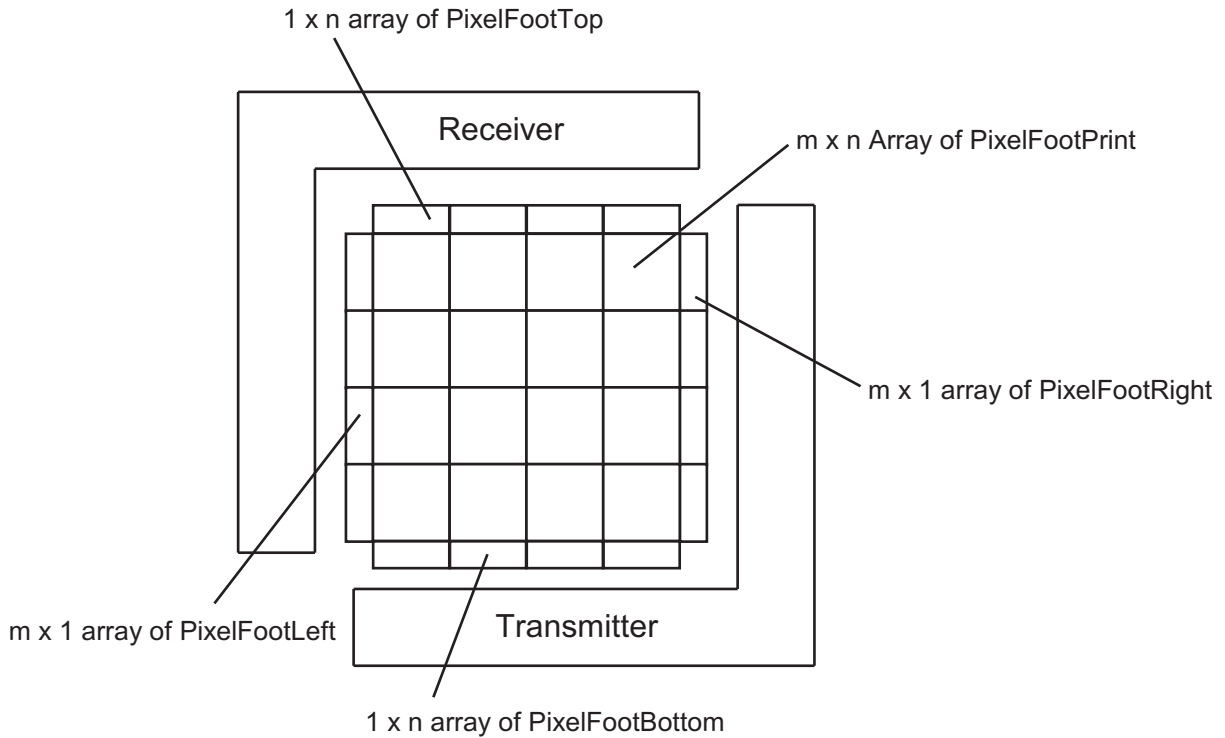 1 x n array of PixelFootTop
Receiver
m x n Array of PixelFootPrint
m x 1 array of PixelFootRight
m x 1 array of PixelFootLeft
Transmitter
1 x n array of PixelFootBottom